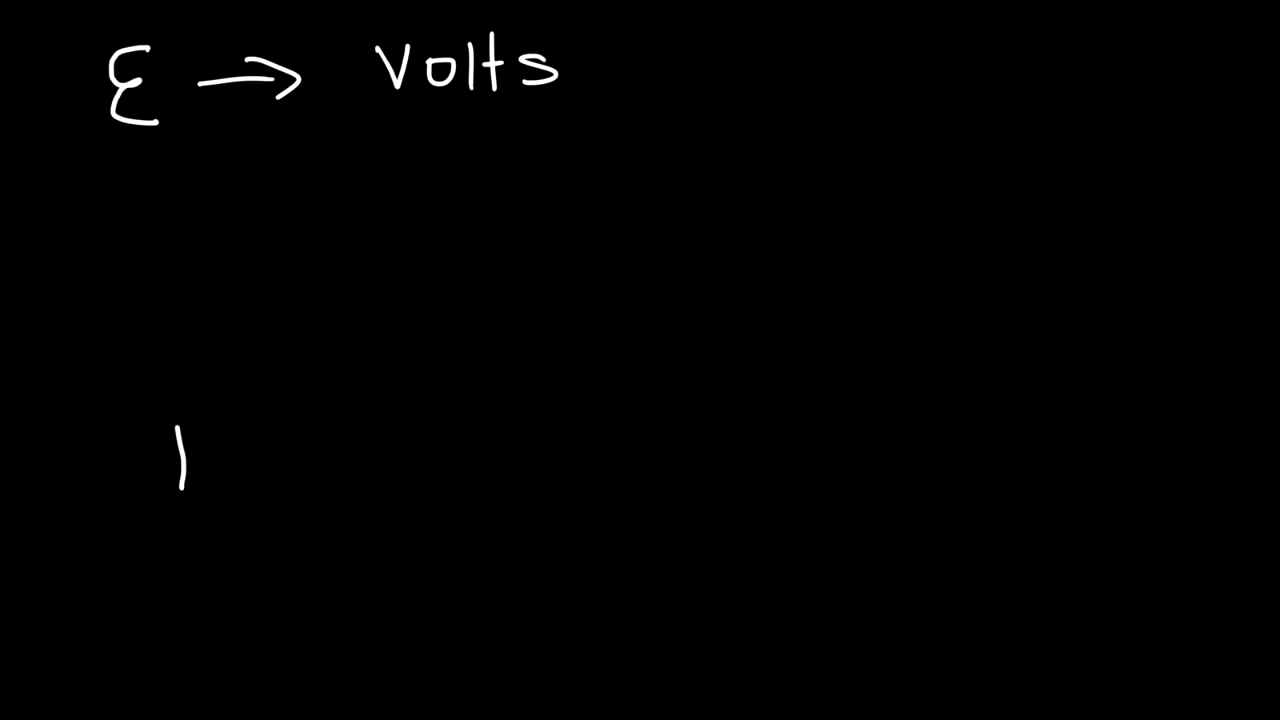 ε → volts